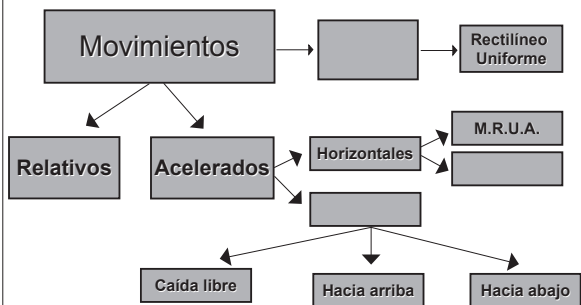 Movimientos
Rectilíneo
Uniforme
Relativos
Acelerados
Horizontales
M.R.U.A.
Caída libre
Hacia arriba
Hacia abajo